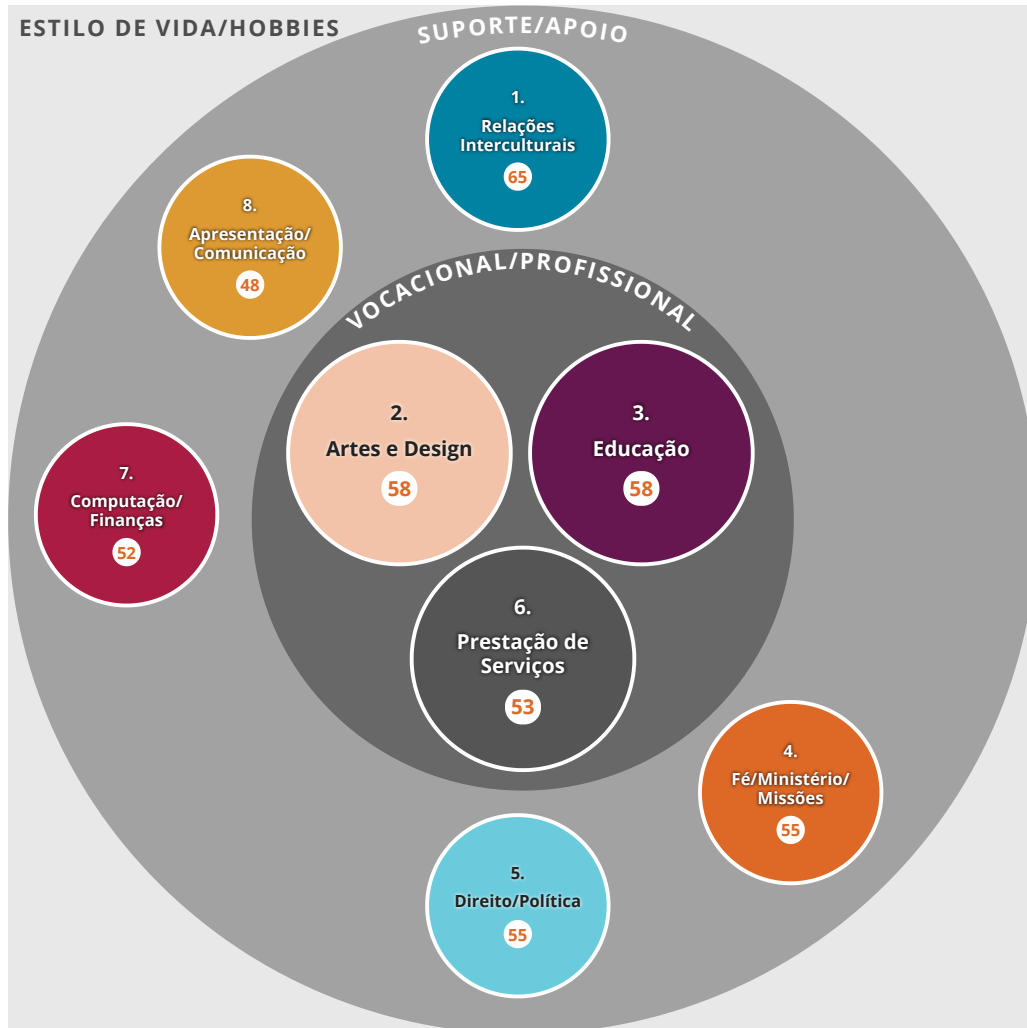 ESTILO DE VIDA/HOBBIES
SUPORTE/APOIO
1.
Relações
Interculturais
65
8.
Apresentação/
Comunicação
48
VOCACIONAL/PROFISSIONAL
2.
Artes e Design
58
3.
Educação
58
7.
Computação/
Finanças
52
6.
Prestação de
Serviços
53
4.
Fé/Ministério/
Missões
55
5.
Direito/Política
55